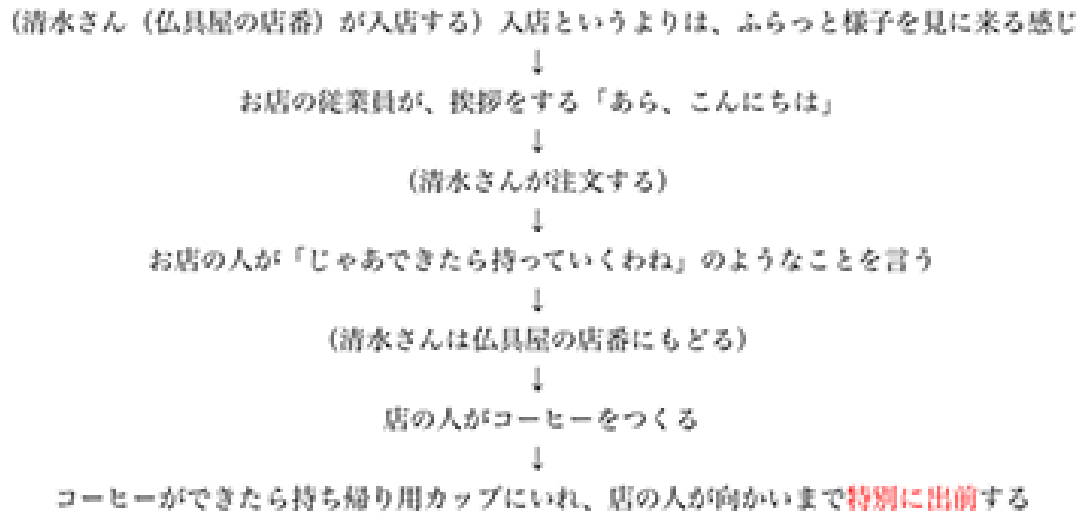 (清水さん（仏具屋の店番）が入店する）入店というよりは、ふらっと様子を見に来る感じ
↓
お店の従業員が、挨拶をする「あら、こんにちは」
↓
(清水さんが注文する）
↓
お店の人が「じゃあできたら持っていくわね」のようなことを言う
↓
(清水さんは仏具屋の店番にもどる）
↓
店の人がコーヒーをつくる
↓
コーヒーができたら持ち帰り用カップにいれ、店の人が向かいまで特別に出前する